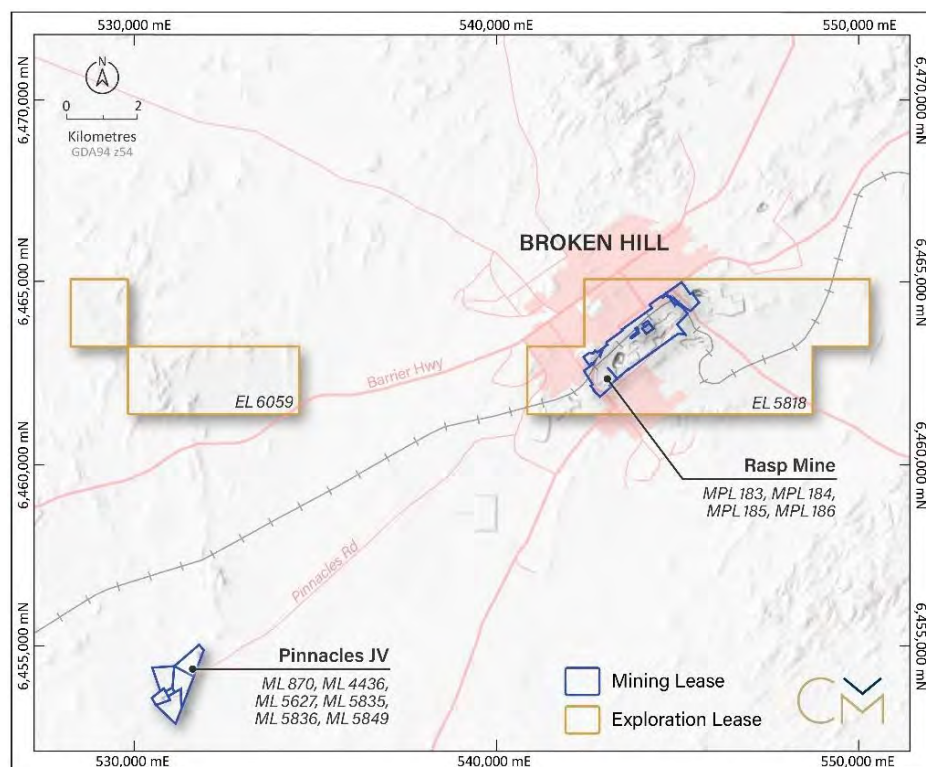 530,000 mE
540,000 mE
550,000 mE
N
0 2
Kilometres
GDA94 z54
6,470,000 mN
6,470,000 mN
BROKEN HILL
6,465,000 mN
6,465,000 mN
Barrier Hwy
EL 6059
EL 5818
6,460,000 mN
6,460,000 mN
Rasp Mine
MPL 183, MPL 184,
MPL 185, MPL 186
Pinnacles Rd
6,455,000 mN
6,455,000 mN
Pinnacles JV
ML 870, ML 4436,
ML 5627, ML 5835,
ML 5836, ML 5849
Mining Lease
Exploration Lease
CM
530,000 mE
540,000 mE
550,000 mE